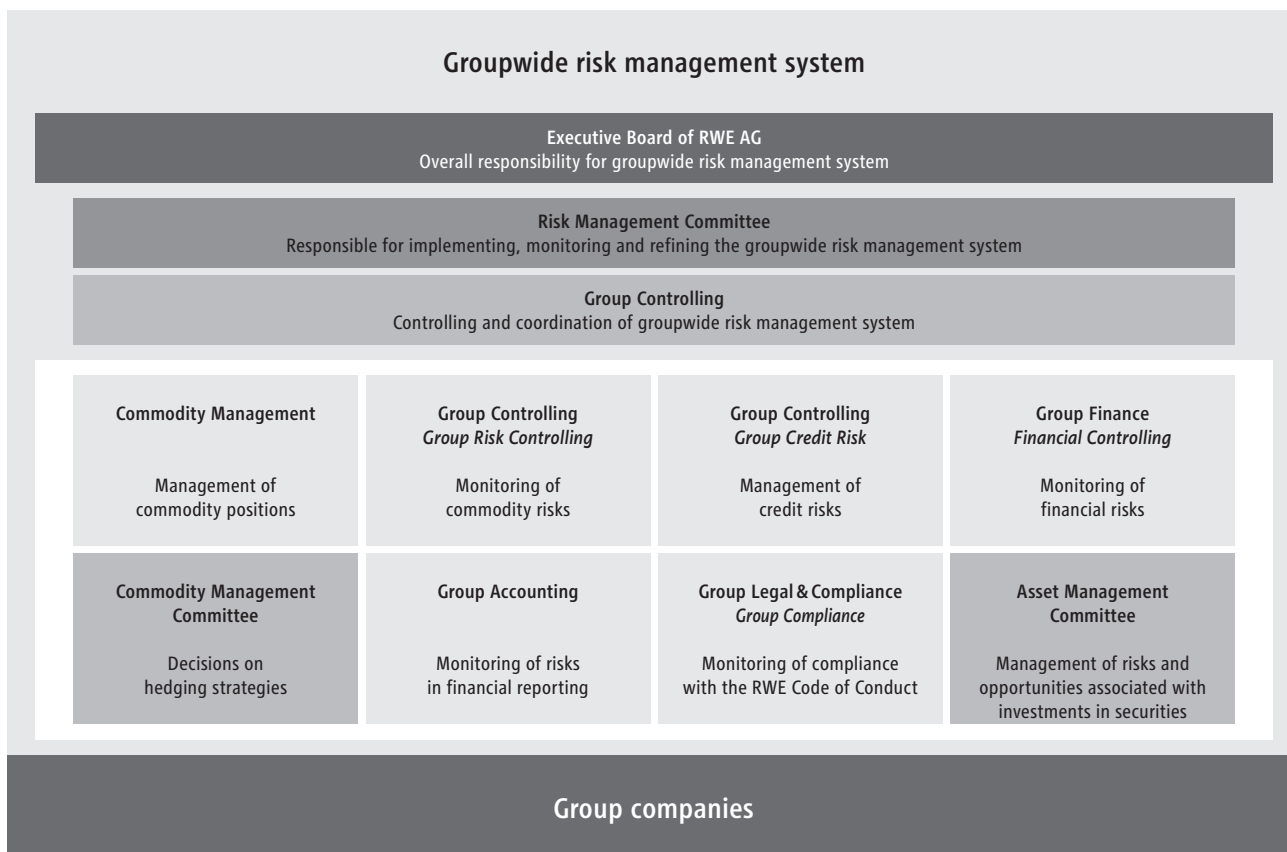 Groupwide risk management system
Executive Board of RWE AG
Overall responsibility for groupwide risk management system
Risk Management Committee
Responsible for implementing, monitoring and refining the groupwide risk management system
Group Controlling
Controlling and coordination of groupwide risk management system
Commodity Management
Management of
commodity positions
Group Controlling
Group Risk Controlling
Monitoring of
commodity risks
Group Controlling
Group Credit Risk
Management of
credit risks
Group Finance
Financial Controlling
Monitoring of
financial risks
Commodity Management
Committee
Decisions on
hedging strategies
Group Accounting
Monitoring of risks
in financial reporting
Group Legal & Compliance
Group Compliance
Monitoring of compliance
with the RWE Code of Conduct
Asset Management
Committee
Management of risks and
opportunities associated with
investments in securities
Group companies